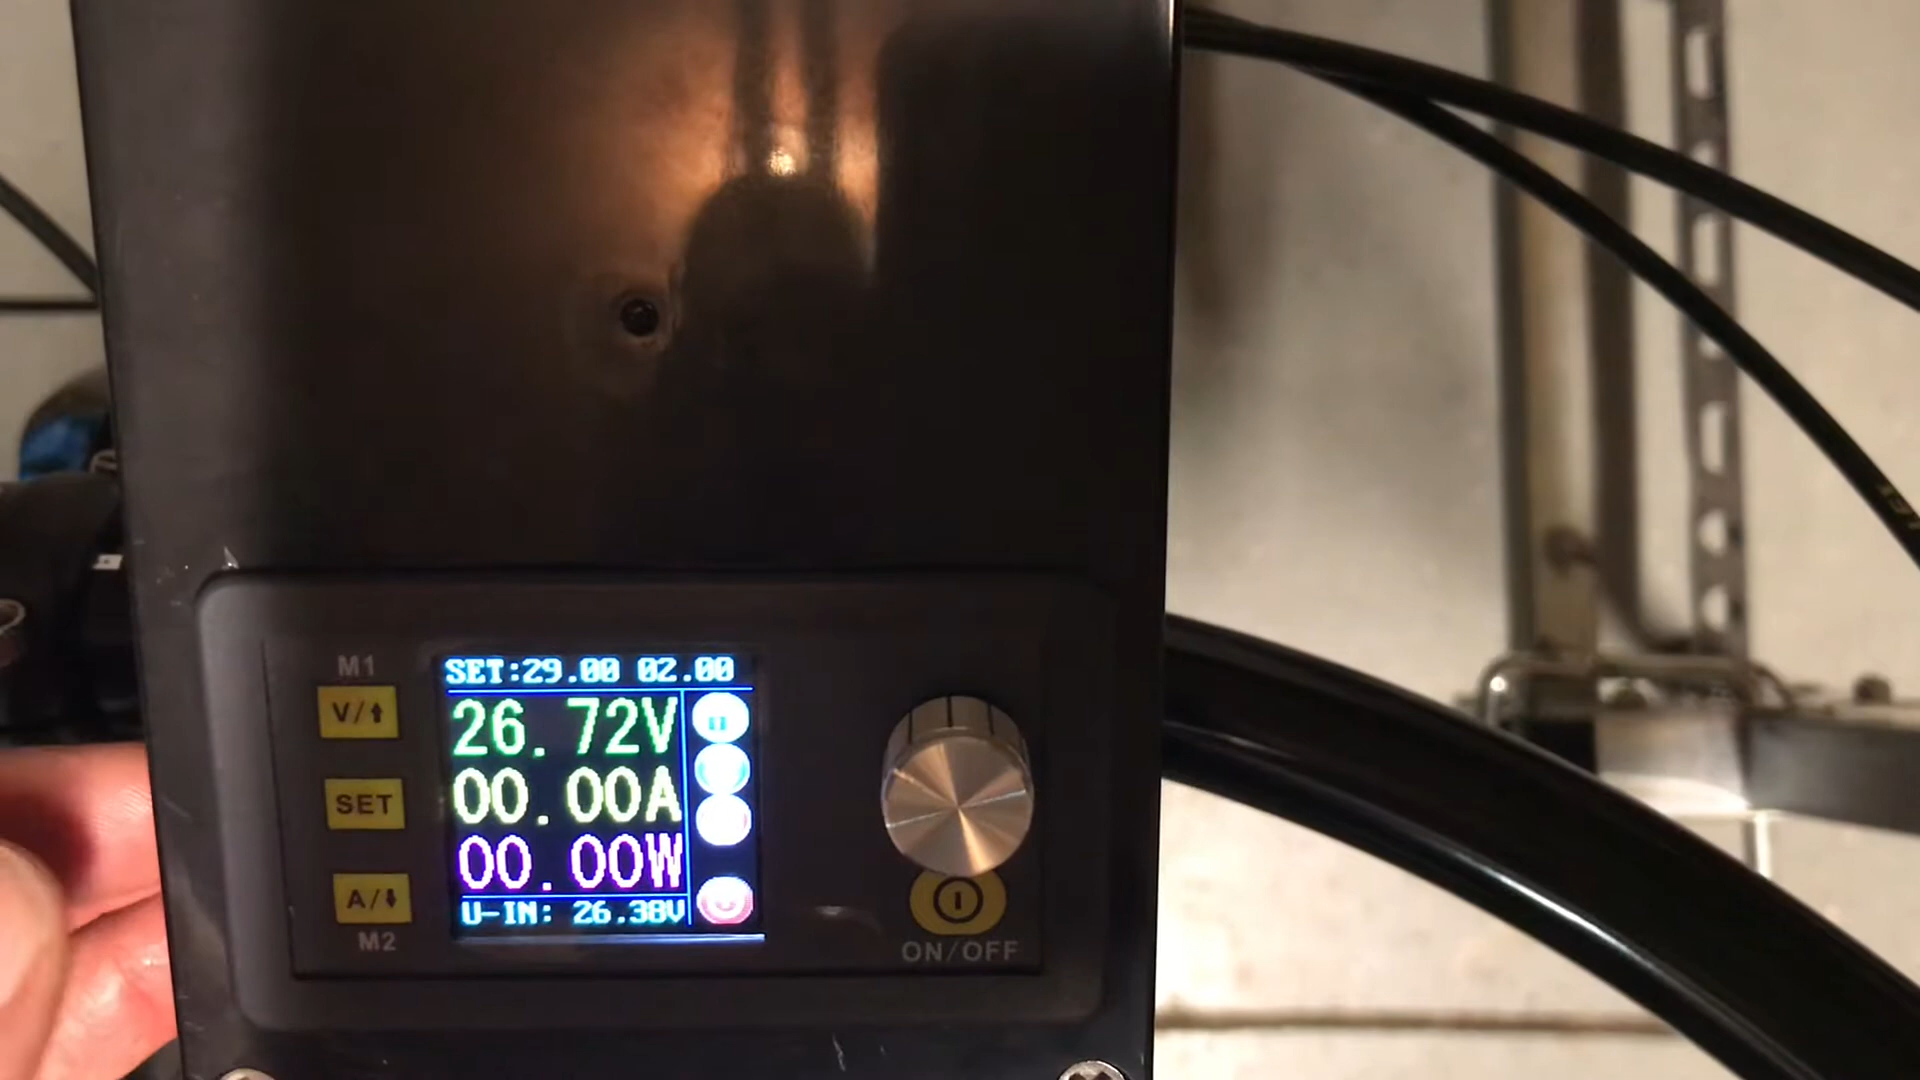 M1
V/⬆
SET
A/⬇
M2
SET:29.00 02.00
26.72V
00.00A
00.00W
U-IN: 26.38V
ON/OFF